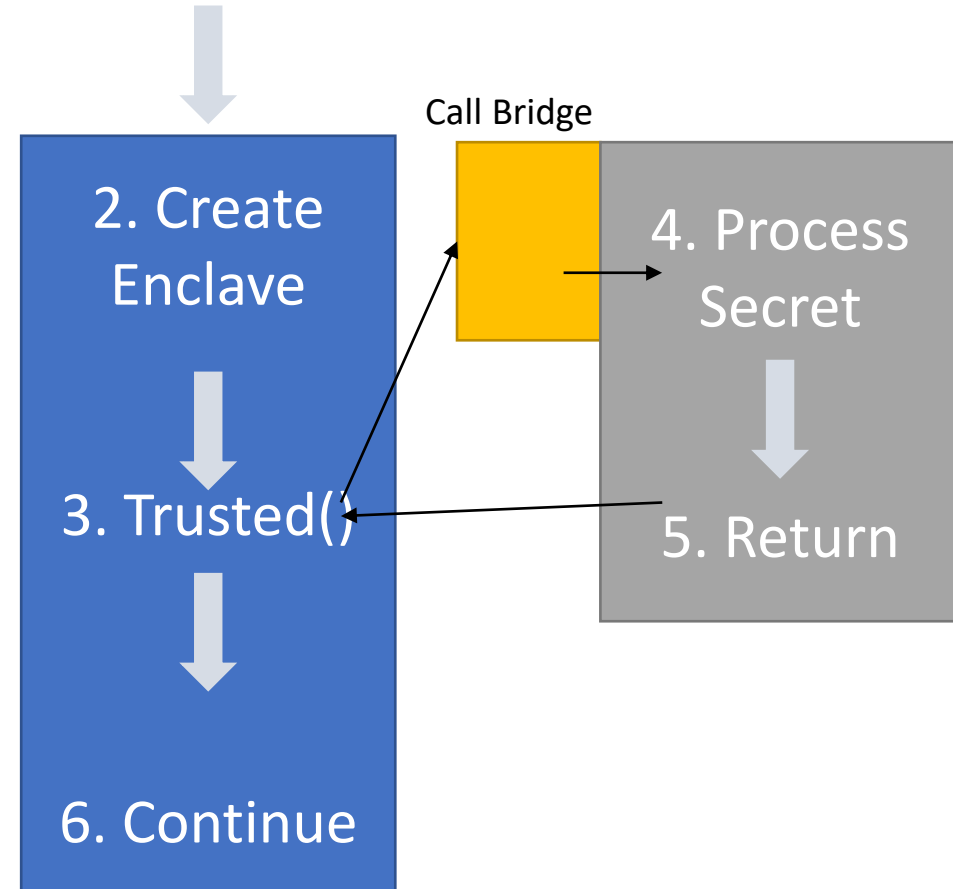 Call Bridge
2. Create
Enclave
3. Trusted()
6. Continue
4. Process
Secret
5. Return